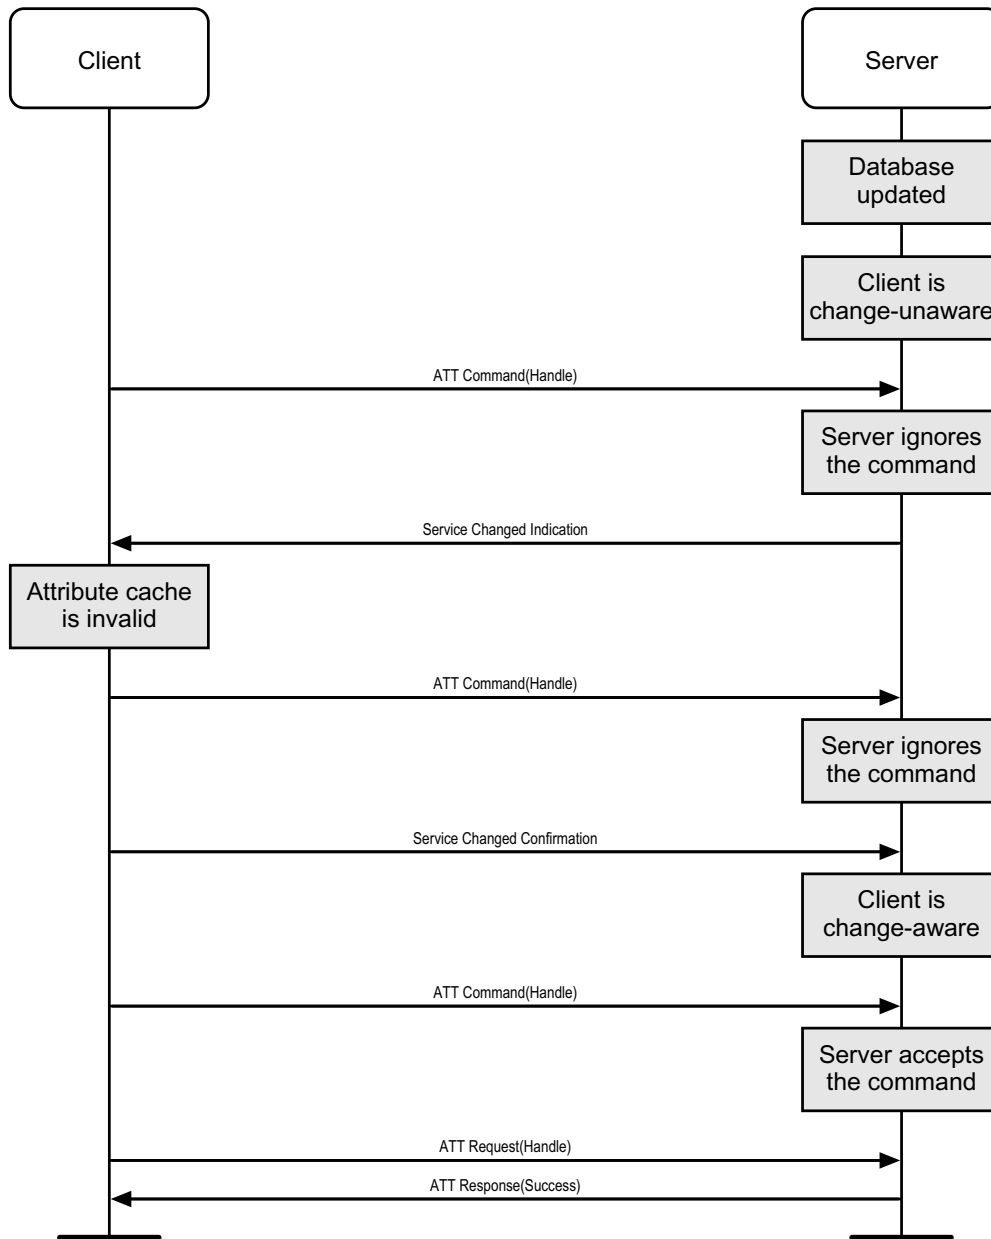 Client
Server
Database
updated
Client is
change-unaware
ATT Command(Handle)
Server ignores
the command
Service Changed Indication
Attribute cache
is invalid
ATT Command(Handle)
Server ignores
the command
Service Changed Confirmation
Client is
change-aware
ATT Command(Handle)
Server accepts
the command
ATT Request(Handle)
ATT Response(Success)